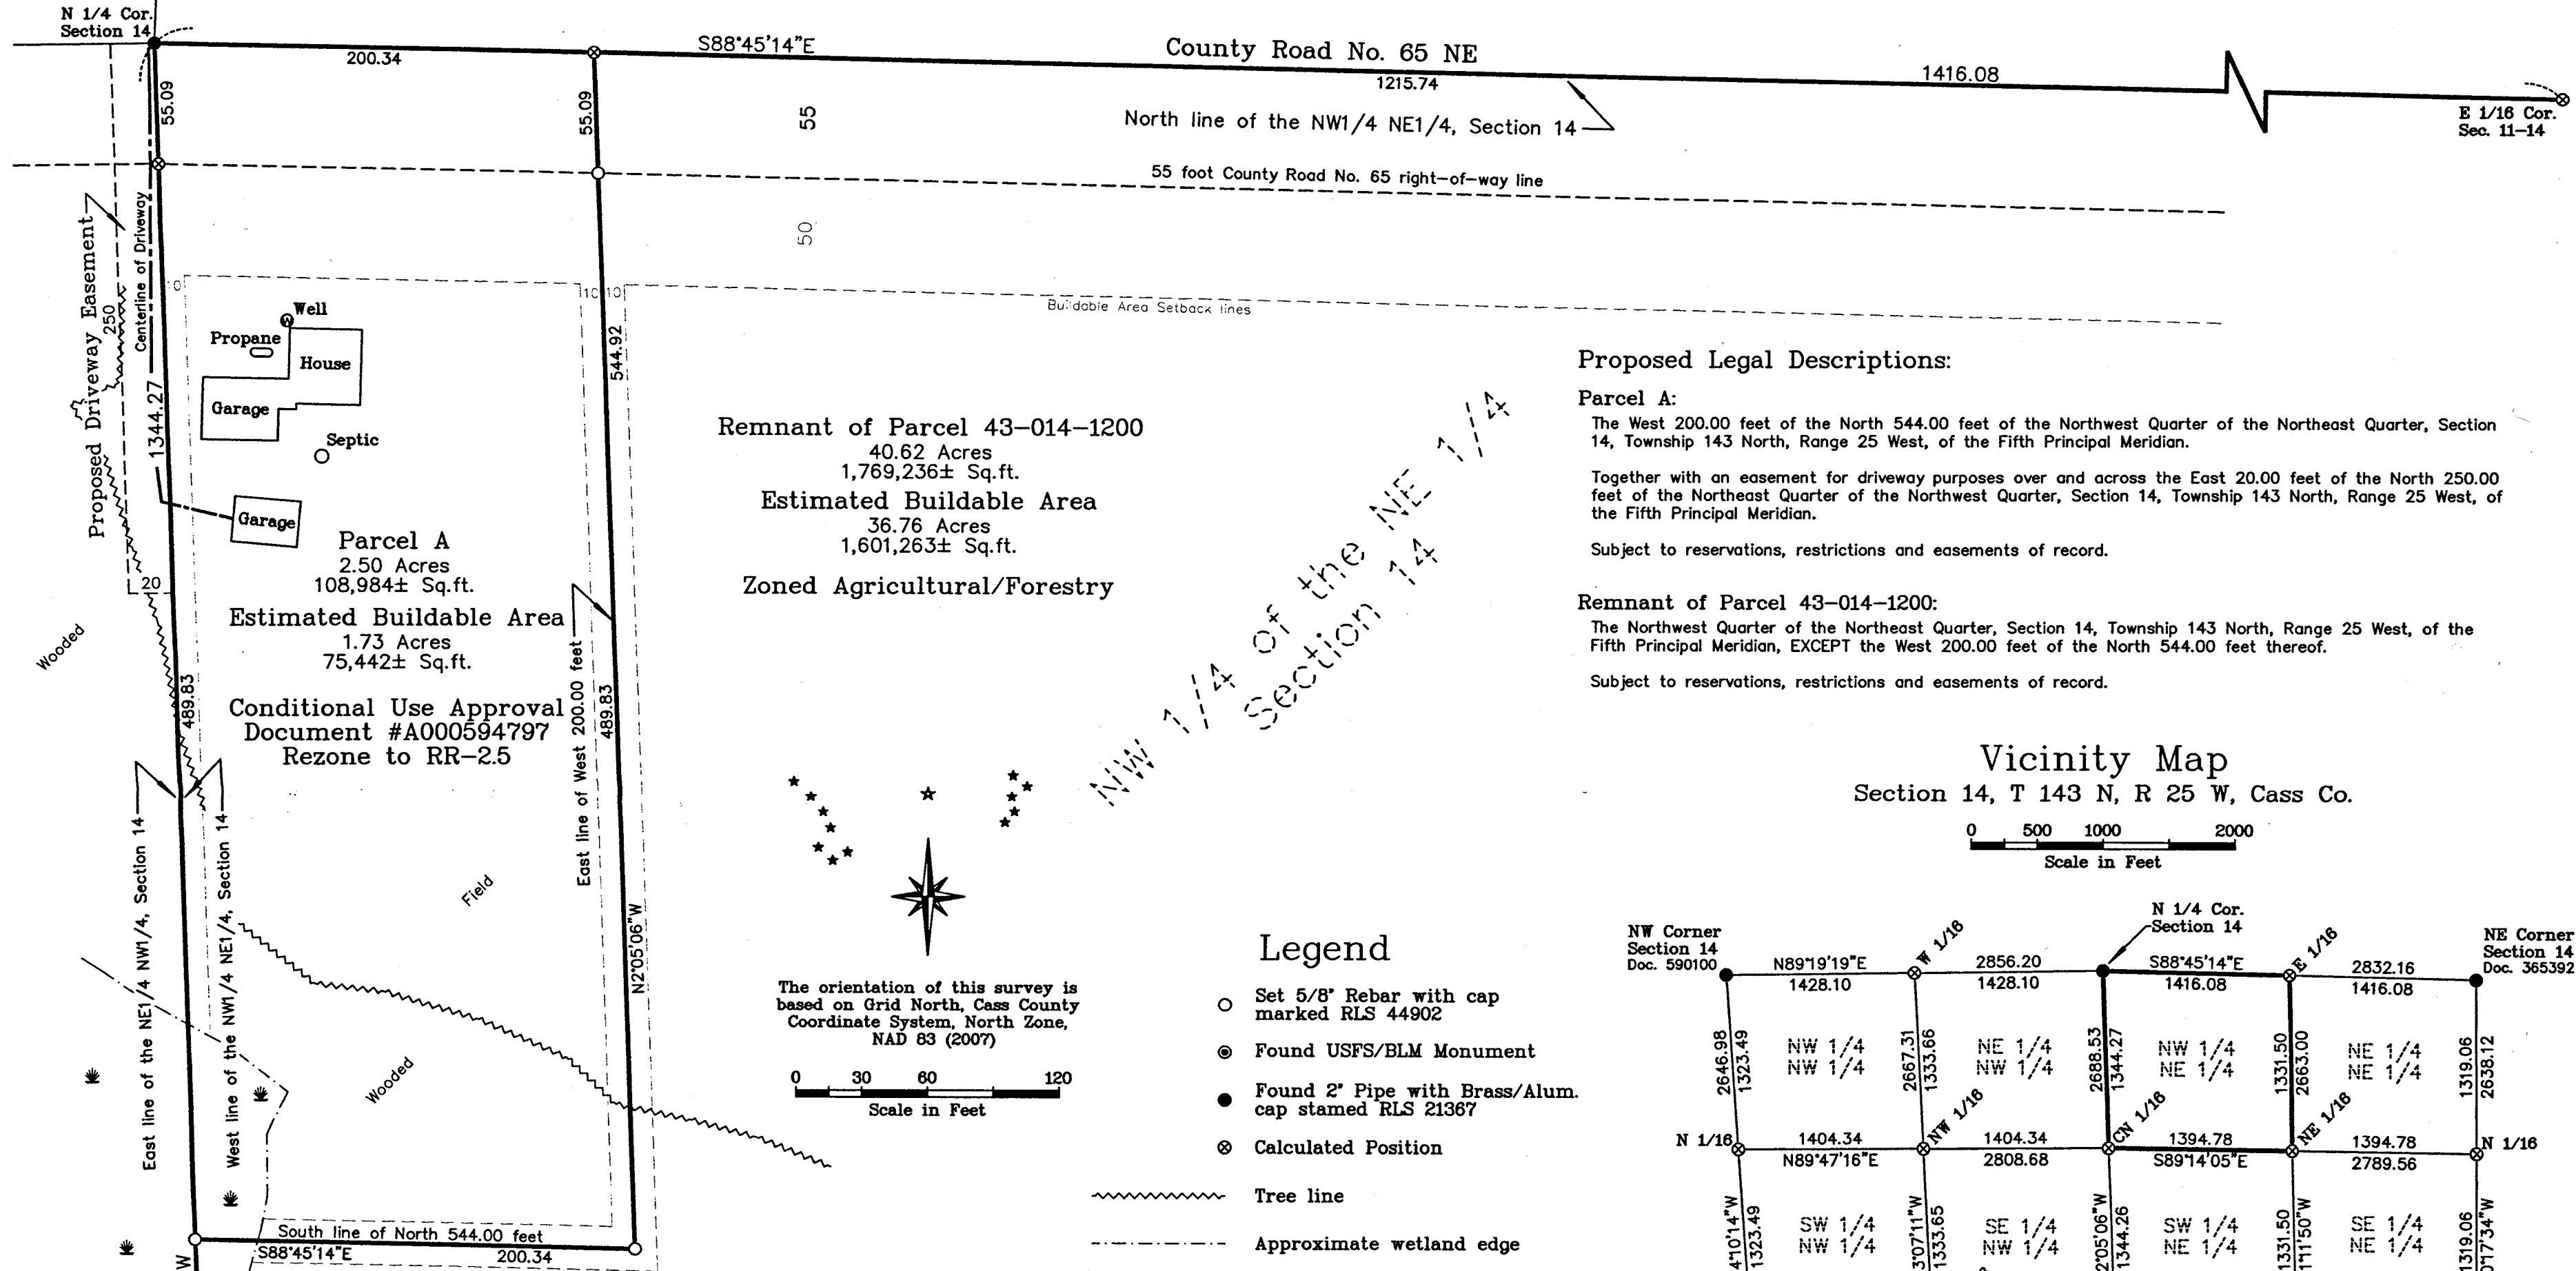 N 1/4 Cor.
Section 14
200.34
S88°45'14"E
County Road No. 65 NE
1215.74
1416.08
E 1/16 Cor.
Sec. 11-14
55.09
55.09
55
North line of the NW1/4 NE1/4, Section 14
55 foot County Road No. 65 right-of-way line
50
Buildable Area Setback lines
Proposed Driveway Easement
250
Centerline of Driveway
1344.27
10
10
10
544.92
Well
Propane
House
Garage
Septic
Garage
20
Wooded
Parcel A
2.50 Acres
108,984± Sq.ft.
Estimated Buildable Area
1.73 Acres
75,442± Sq.ft.
Conditional Use Approval
Document #A000594797
Rezone to RR-2.5
489.83
489.83
East line of West 200.00 feet
East line of the NE1/4 NW1/4, Section 14
West line of the NW1/4 NE1/4, Section 14
Field
Wooded
N2°05'06"W
South line of North 544.00 feet
S88°45'14"E
200.34
W
Remnant of Parcel 43-014-1200
40.62 Acres
1,769,236± Sq.ft.
Estimated Buildable Area
36.76 Acres
1,601,263± Sq.ft.
Zoned Agricultural/Forestry
NW 1/4 of the NE 1/4
Section 14
The orientation of this survey is
based on Grid North, Cass County
Coordinate System, North Zone,
NAD 83 (2007)
0 30 60 120
Scale in Feet
Legend
Set 5/8" Rebar with cap
marked RLS 44902
Found USFS/BLM Monument
Found 2" Pipe with Brass/Alum.
cap stamed RLS 21367
Calculated Position
Tree line
Approximate wetland edge
Proposed Legal Descriptions:
Parcel A:
The West 200.00 feet of the North 544.00 feet of the Northwest Quarter of the Northeast Quarter, Section
14, Township 143 North, Range 25 West, of the Fifth Principal Meridian.
Together with an easement for driveway purposes over and across the East 20.00 feet of the North 250.00
feet of the Northeast Quarter of the Northwest Quarter, Section 14, Township 143 North, Range 25 West, of
the Fifth Principal Meridian.
Subject to reservations, restrictions and easements of record.
Remnant of Parcel 43-014-1200:
The Northwest Quarter of the Northeast Quarter, Section 14, Township 143 North, Range 25 West, of the
Fifth Principal Meridian, EXCEPT the West 200.00 feet of the North 544.00 feet thereof.
Subject to reservations, restrictions and easements of record.
Vicinity Map
Section 14, T 143 N, R 25 W, Cass Co.
0 500 1000 2000
Scale in Feet
NW Corner
Section 14
Doc. 590100
N 1/4 Cor.
Section 14
NE Corner
Section 14
Doc. 365392
W 1/16
E 1/16
N89°19'19"E 2856.20 S88°45'14"E 2832.16
1428.10 1428.10 1416.08 1416.08
2646.98
1323.49
2667.31
1333.66
2688.53
1344.27
1331.50
2663.00
1319.06
2638.12
NW 1/4
NW 1/4
NE 1/4
NW 1/4
NW 1/4
NE 1/4
NE 1/4
NE 1/4
N 1/16
NW 1/16
CN 1/16
NE 1/16
N 1/16
1404.34 1404.34 1394.78 1394.78
N89°47'16"E 2808.68 S89°14'05"E 2789.56
4°10'14"W
1323.49
3°07'11"W
1333.65
2°05'06"W
1344.26
1331.50
1°11'50"W
1319.06
0°17'34"W
SW 1/4
NW 1/4
SE 1/4
NW 1/4
SW 1/4
NE 1/4
SE 1/4
NE 1/4